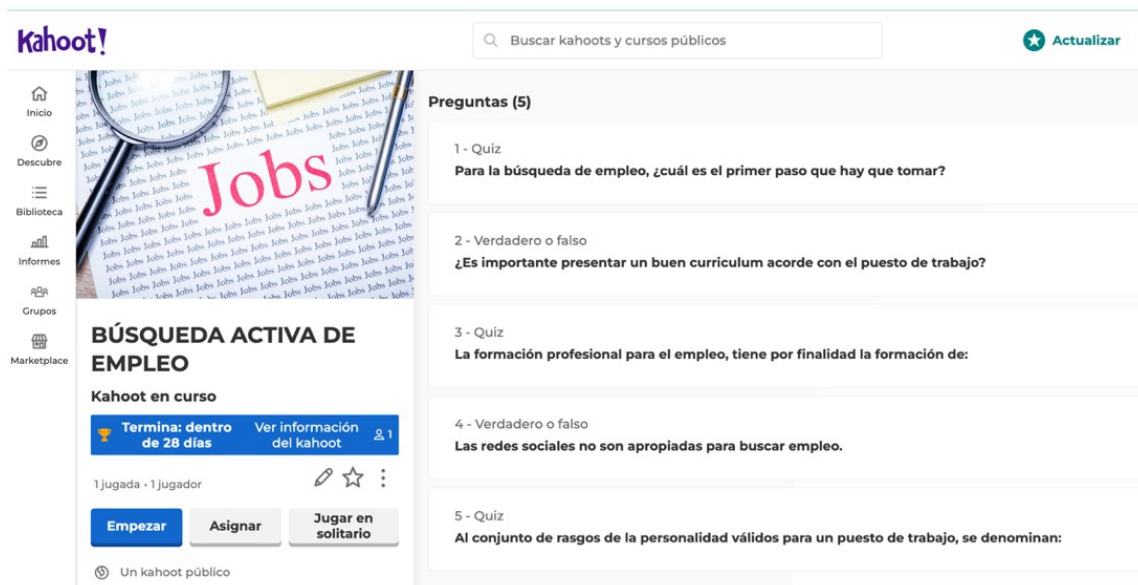 Kahoot!
Buscar kahoots y cursos públicos
Actualizar
Inicio
Descubre
Biblioteca
Informes
Grupos
Marketplace
Jobs
BÚSQUEDA ACTIVA DE
EMPLEO
Kahoot en curso
Termina: dentro
de 28 días
Ver información
del kahoot
1
1 jugada · 1 jugador
Empezar
Asignar
Jugar en
solitario
Un kahoot público
Preguntas (5)
1 - Quiz
Para la búsqueda de empleo, ¿cuál es el primer paso que hay que tomar?
2 - Verdadero o falso
¿Es importante presentar un buen curriculum acorde con el puesto de trabajo?
3 - Quiz
La formación profesional para el empleo, tiene por finalidad la formación de:
4 - Verdadero o falso
Las redes sociales no son apropiadas para buscar empleo.
5 - Quiz
Al conjunto de rasgos de la personalidad válidos para un puesto de trabajo, se denominan: